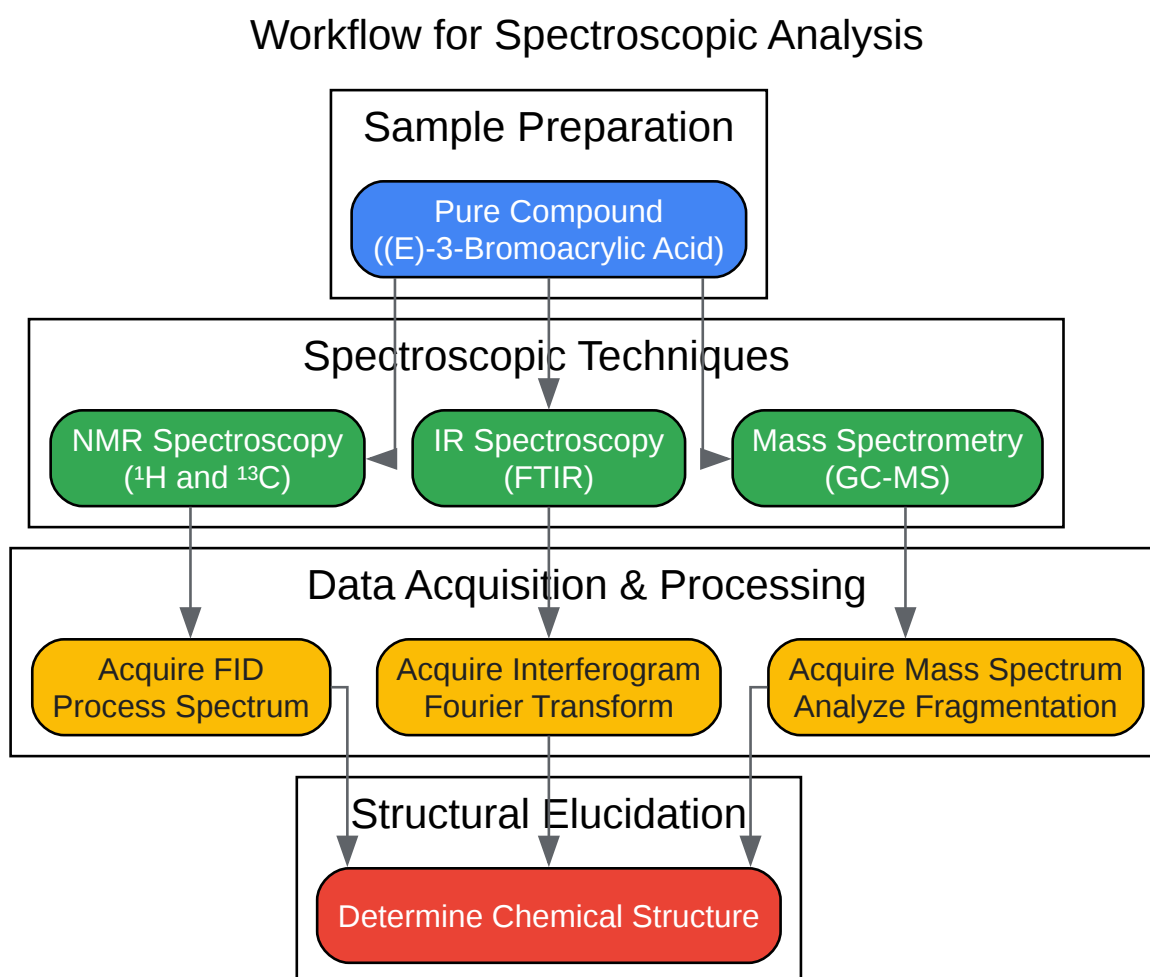 Workflow for Spectroscopic Analysis
Sample Preparation
Pure Compound
((E)-3-Bromoacrylic Acid)
Spectroscopic Techniques
NMR Spectroscopy
(¹H and ¹³C)
IR Spectroscopy
(FTIR)
Mass Spectrometry
(GC-MS)
Data Acquisition & Processing
Acquire FID
Process Spectrum
Acquire Interferogram
Fourier Transform
Acquire Mass Spectrum
Analyze Fragmentation
Structural Elucidation
Determine Chemical Structure